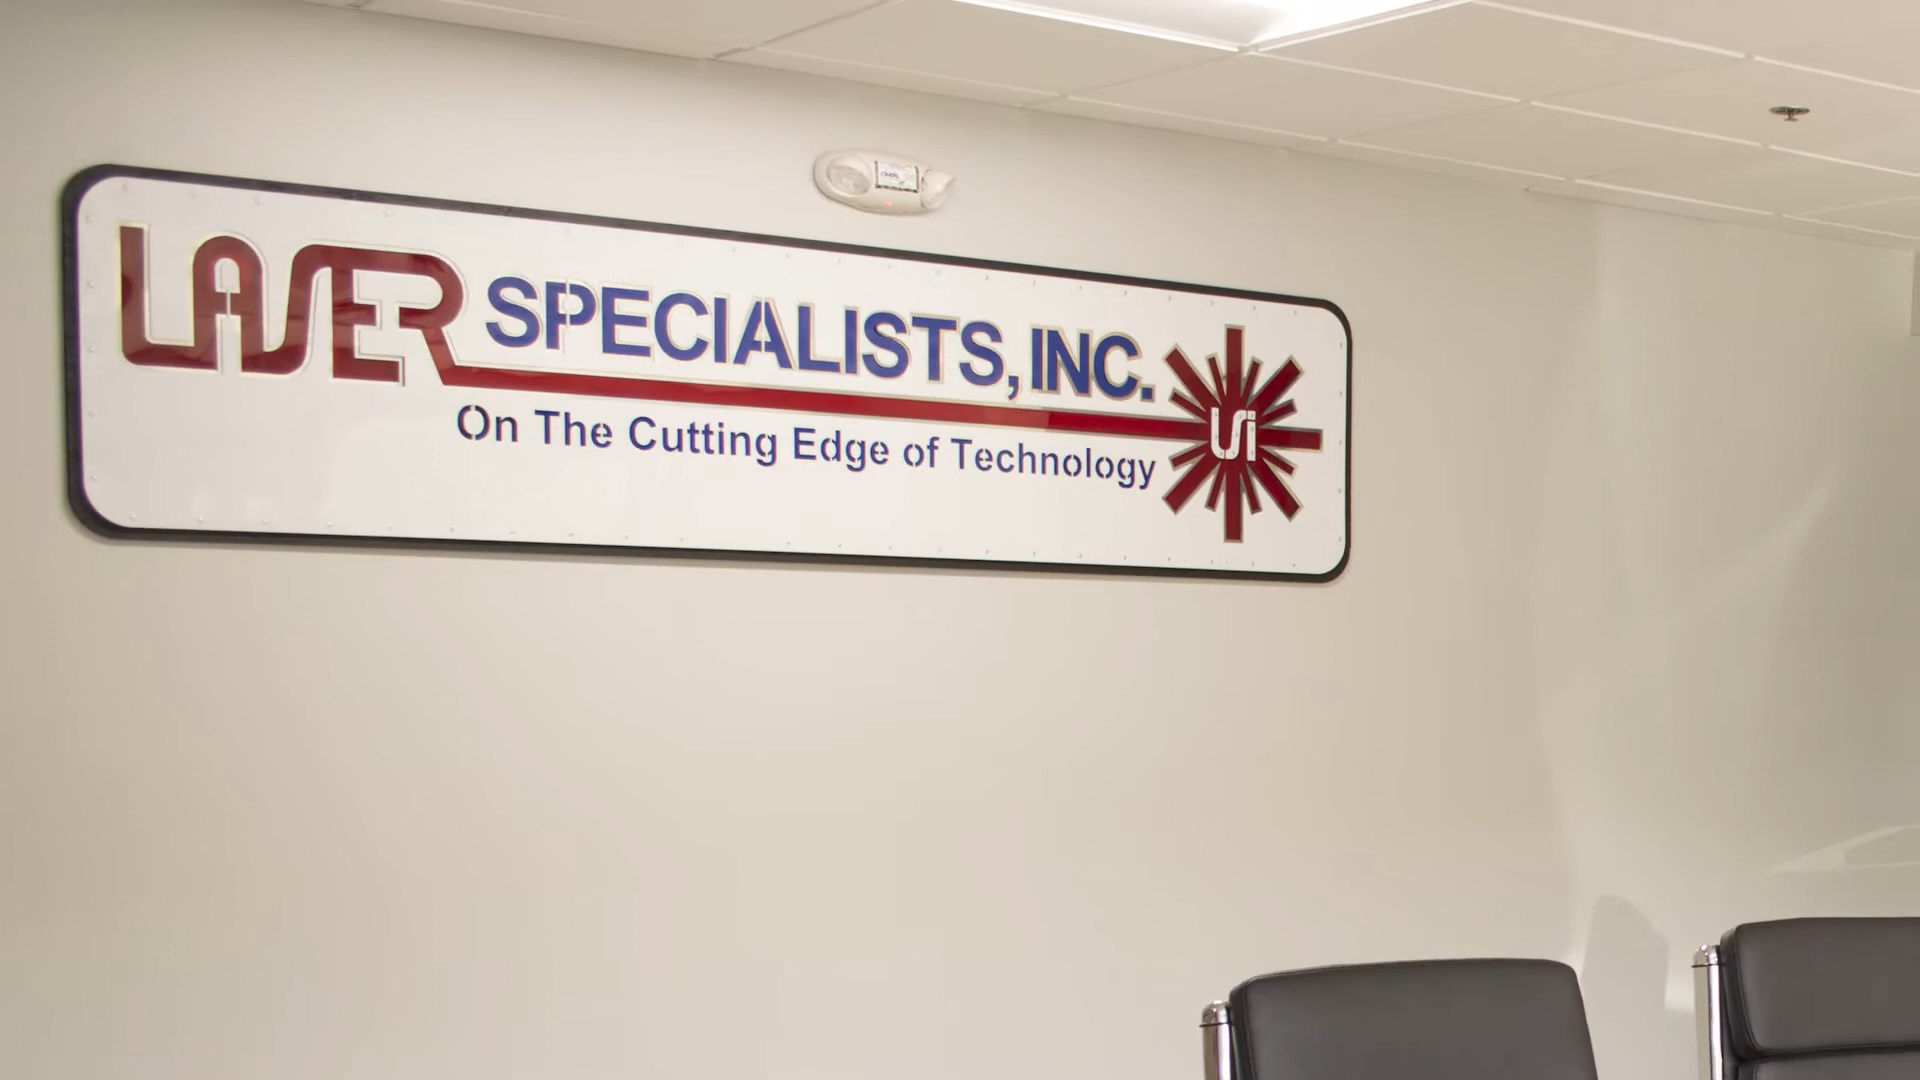 LASER SPECIALISTS, INC.
On The Cutting Edge of Technology
LSi